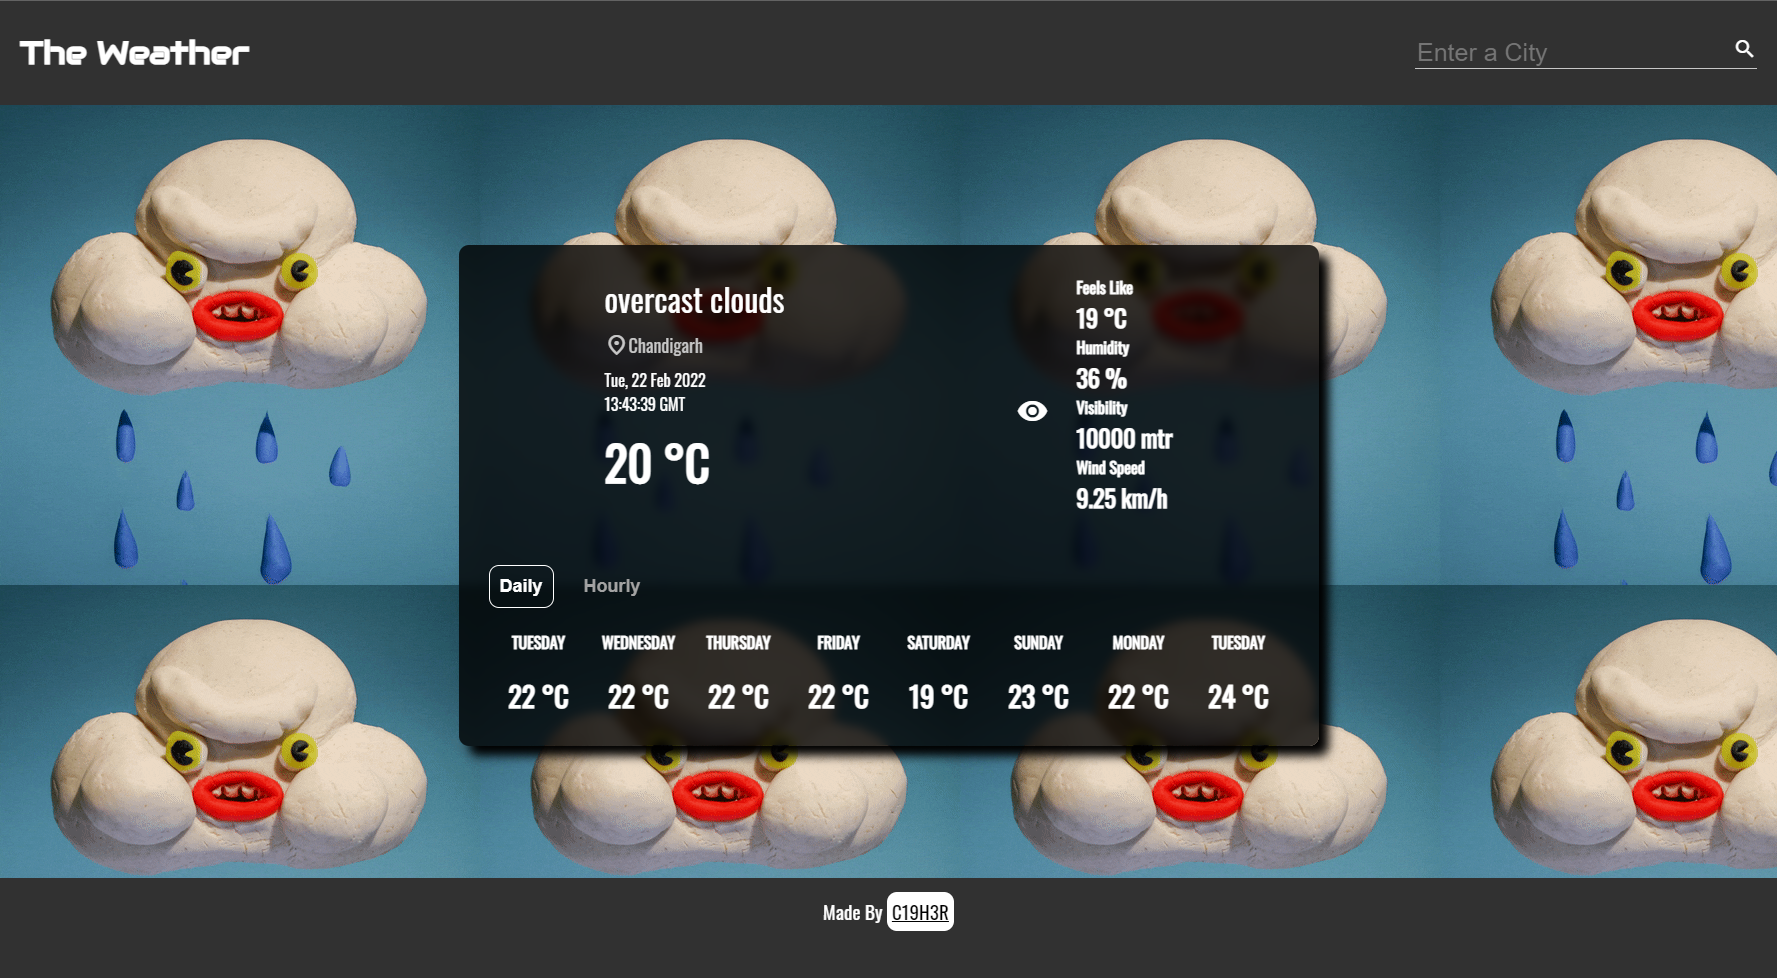 The Weather
Enter a City
overcast clouds
Chandigarh
Tue, 22 Feb 2022
13:43:39 GMT
20 °C
Feels Like
19 °C
Humidity
36 %
Visibility
10000 mtr
Wind Speed
9.25 km/h
Daily Hourly
TUESDAY WEDNESDAY THURSDAY FRIDAY SATURDAY SUNDAY MONDAY TUESDAY
22 °C 22 °C 22 °C 22 °C 19 °C 23 °C 22 °C 24 °C
Made By C19H3R